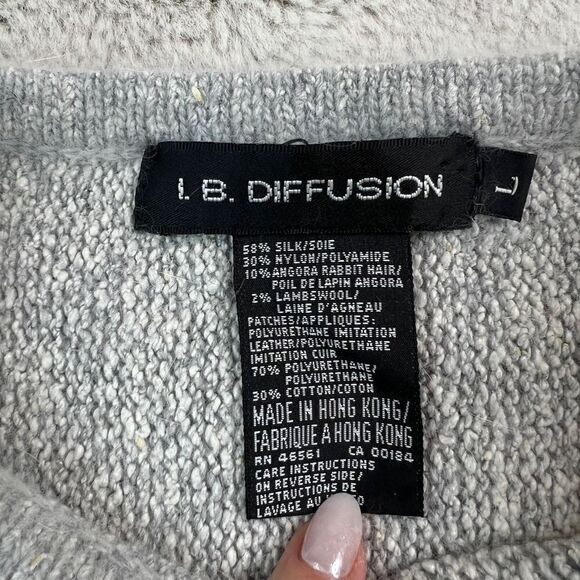 I. B. DIFFUSION
L
58% SILK/SOIE
30% NYLON/POLYAMIDE
10% ANGORA RABBIT HAIR/
POIL DE LAPIN ANGORA
2% LAMBSWOOL/
LAINE D'AGNEAU
PATCHES/APPLIQUES:
POLYURETHANE IMITATION
LEATHER/POLYURETHANE
IMITATION CUIR
70% POLYURETHANE/
POLYURETHANE
30% COTTON/COTON
MADE IN HONG KONG/
FABRIQUE A HONG KONG
RN 46561 CA 00184
CARE INSTRUCTIONS
ON REVERSE SIDE/
INSTRUCTIONS DE
LAVAGE AU